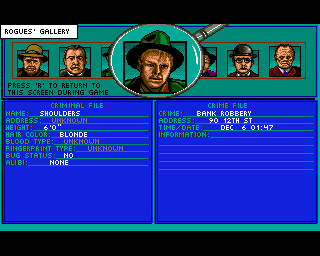 ROGUES' GALLERY
PRESS 'R' TO RETURN TO
THIS SCREEN DURING GAME
CRIMINAL FILE
NAME: SHOULDERS
ADDRESS: UNKNOWN
HEIGHT: 6'0"
HAIR COLOR: BLONDE
BLOOD TYPE: UNKNOWN
FINGERPRINT TYPE: UNKNOWN
BUG STATUS: NO
ALIBI: NONE
CRIME FILE
CRIME: BANK ROBBERY
ADDRESS: 90 12TH ST
TIME/DATE: DEC 6 01:47
INFORMATION: